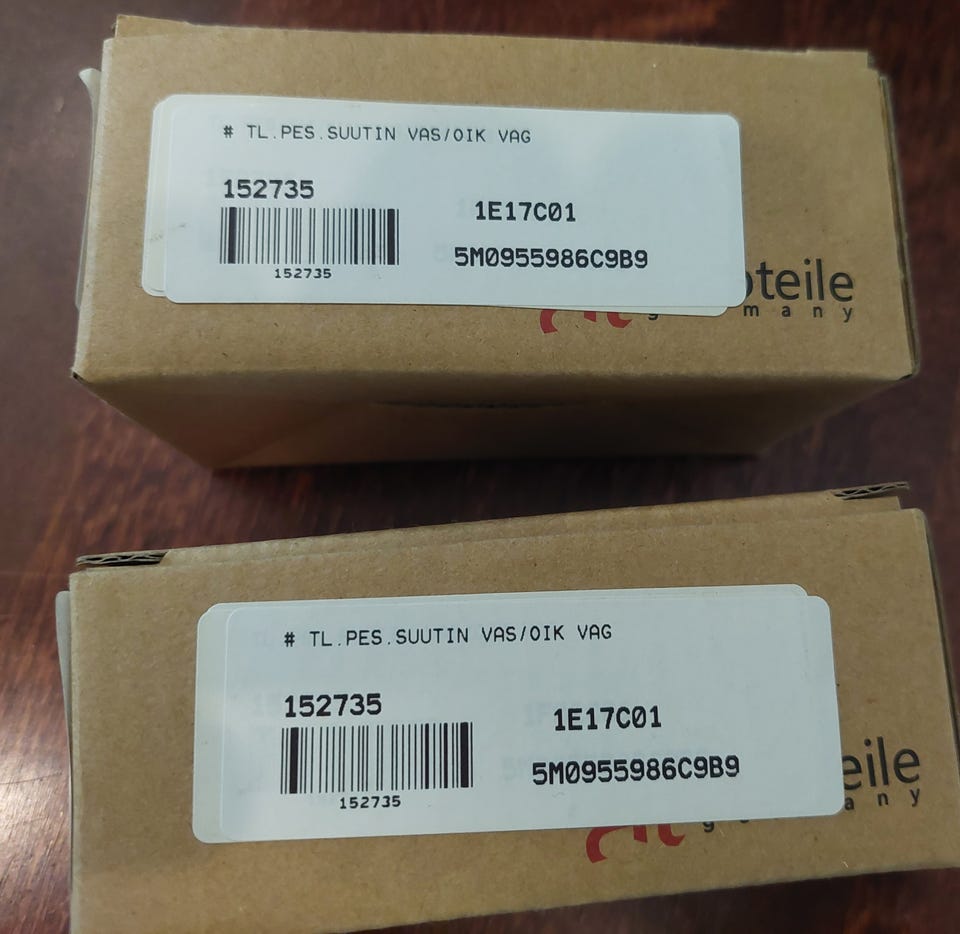 # TL.PES.SUUTIN VAS/OIK VAG
152735
1E17C01
152735
5M0955986C9B9
# TL.PES.SUUTIN VAS/OIK VAG
152735
1E17C01
152735
5M0955986C9B9